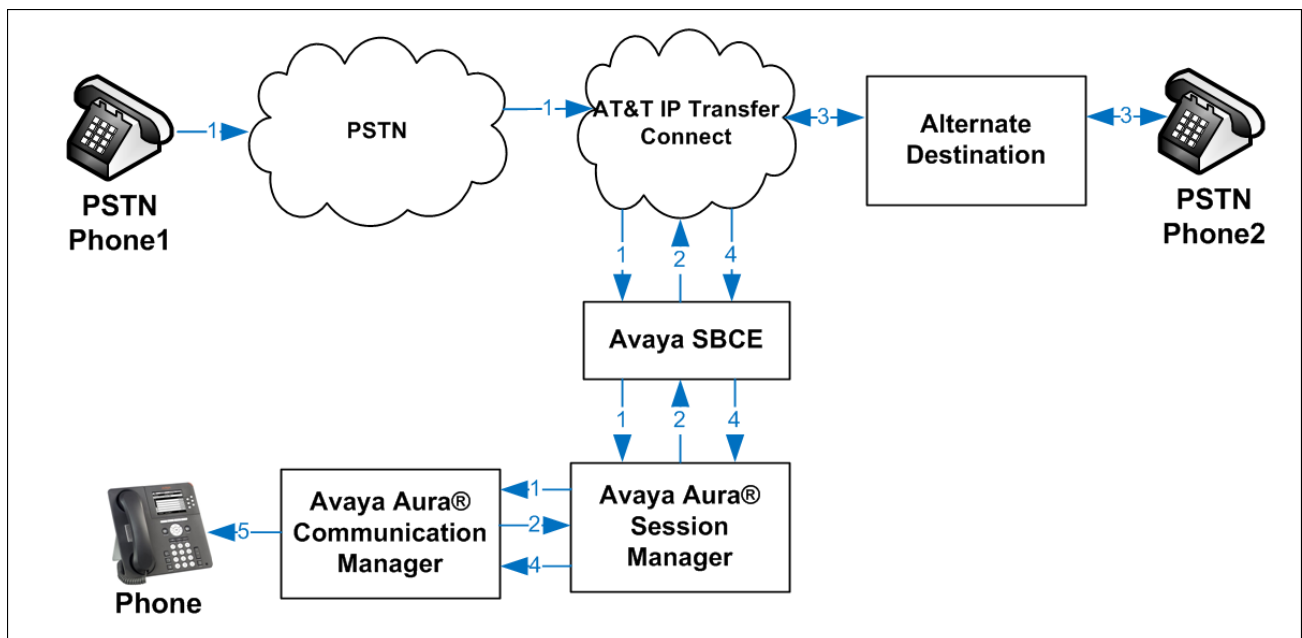 PSTN
Phone1
1
PSTN
1
AT&T IP Transfer
Connect
3
Alternate
Destination
3
PSTN
Phone2
1
2
4
Avaya SBCE
1
2
4
Phone
5
Avaya Aura®
Communication
Manager
1
2
4
Avaya Aura®
Session
Manager